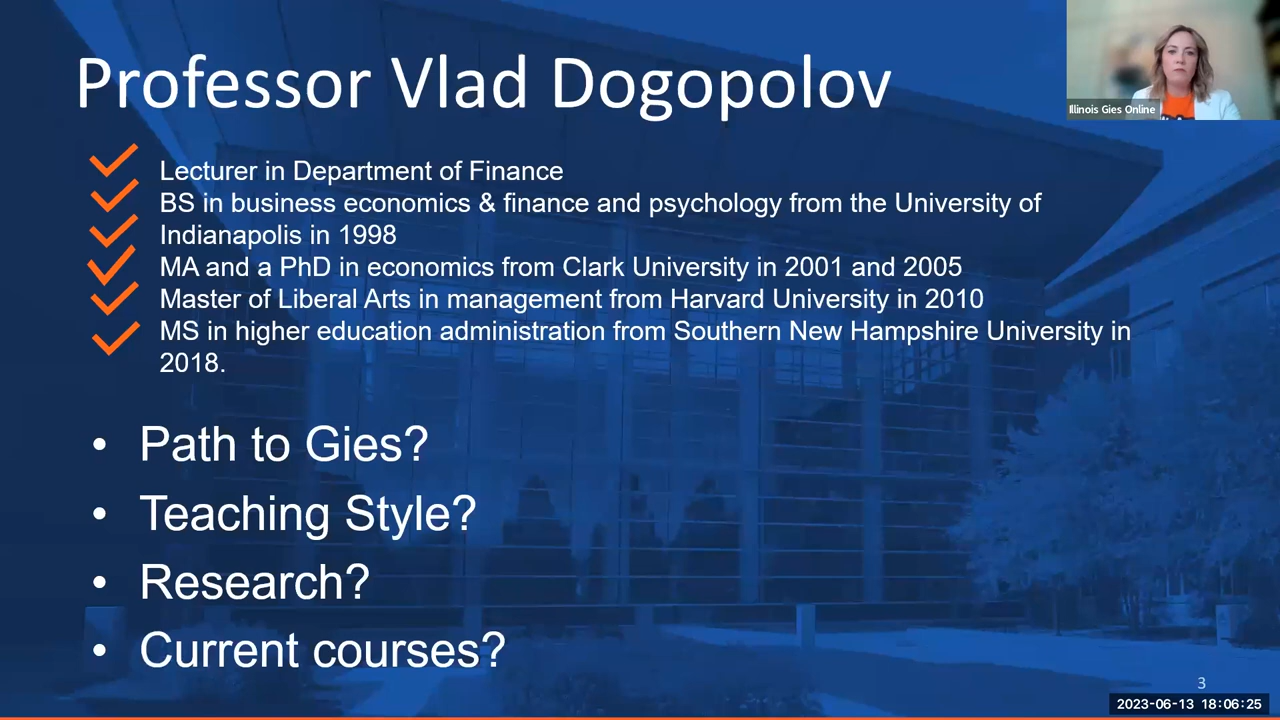 Professor Vlad Dogopolov
Illinois Gies Online
Lecturer in Department of Finance
BS in business economics & finance and psychology from the University of
Indianapolis in 1998
MA and a PhD in economics from Clark University in 2001 and 2005
Master of Liberal Arts in management from Harvard University in 2010
MS in higher education administration from Southern New Hampshire University in
2018.
• Path to Gies?
• Teaching Style?
• Research?
• Current courses?
3
2023-06-13 18:06:25